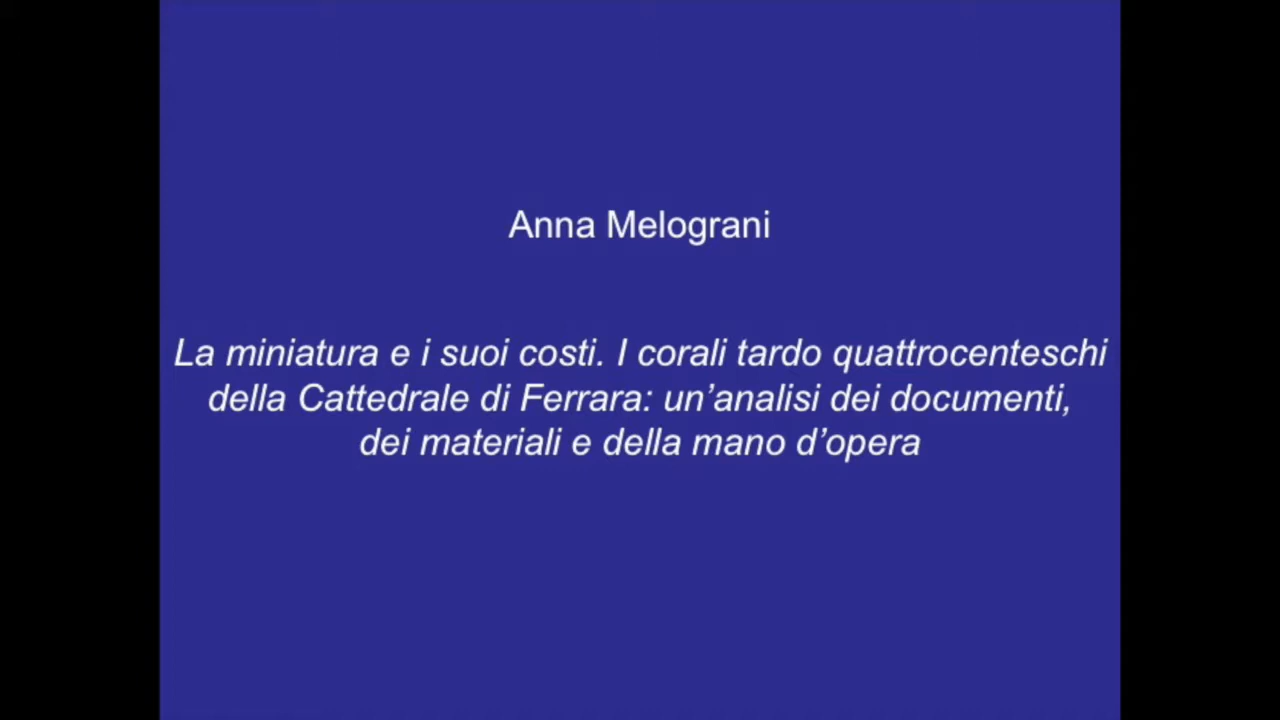 Anna Melograni
La miniatura e i suoi costi. I corali tardo quattrocenteschi
della Cattedrale di Ferrara: un’analisi dei documenti,
dei materiali e della mano d’opera